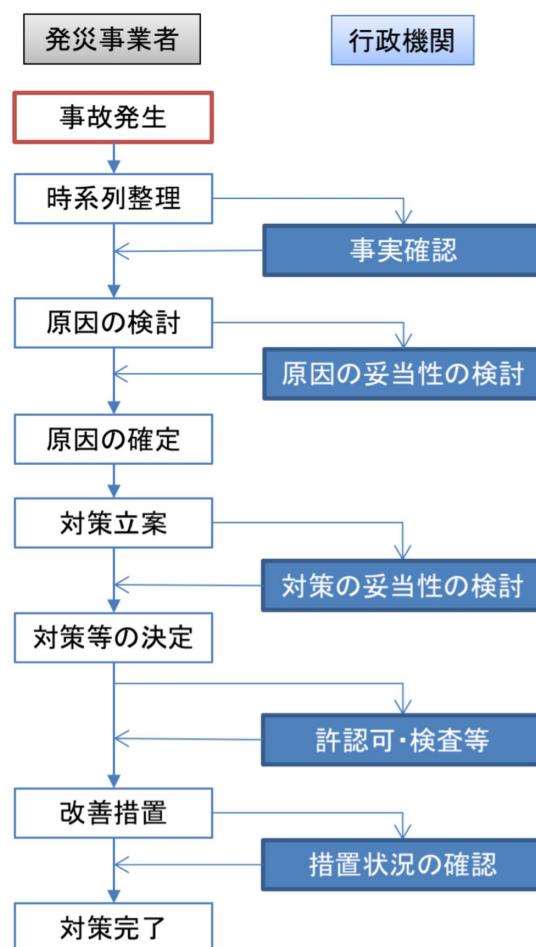 発災事業者
行政機関
事故発生
時系列整理
事実確認
原因の検討
原因の妥当性の検討
原因の確定
対策立案
対策の妥当性の検討
対策等の決定
許認可・検査等
改善措置
措置状況の確認
対策完了